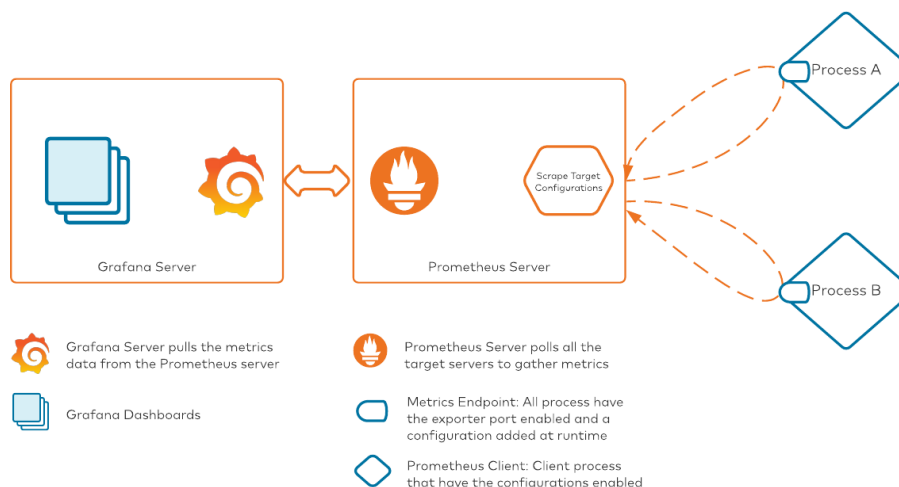 Process A
Scrape Target
Configurations
Grafana Server
Prometheus Server
Process B
Grafana Server pulls the metrics
data from the Prometheus server
Grafana Dashboards
Prometheus Server polls all the
target servers to gather metrics
Metrics Endpoint: All process have
the exporter port enabled and a
configuration added at runtime
Prometheus Client: Client process
that have the configurations enabled